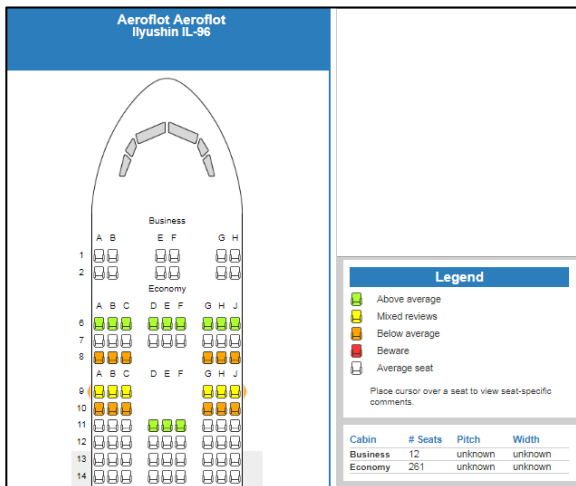 Aeroflot Aeroflot
Ilyushin IL-96
Business
A B E F G H
1
2
Economy
A B C D E F G H J
6
7
8
A B C D E F G H J
9
10
11
12
13
14
Legend
Above average
Mixed reviews
Below average
Beware
Average seat
Place cursor over a seat to view seat-specific
comments.
Cabin # Seats Pitch Width
Business 12 unknown unknown
Economy 261 unknown unknown